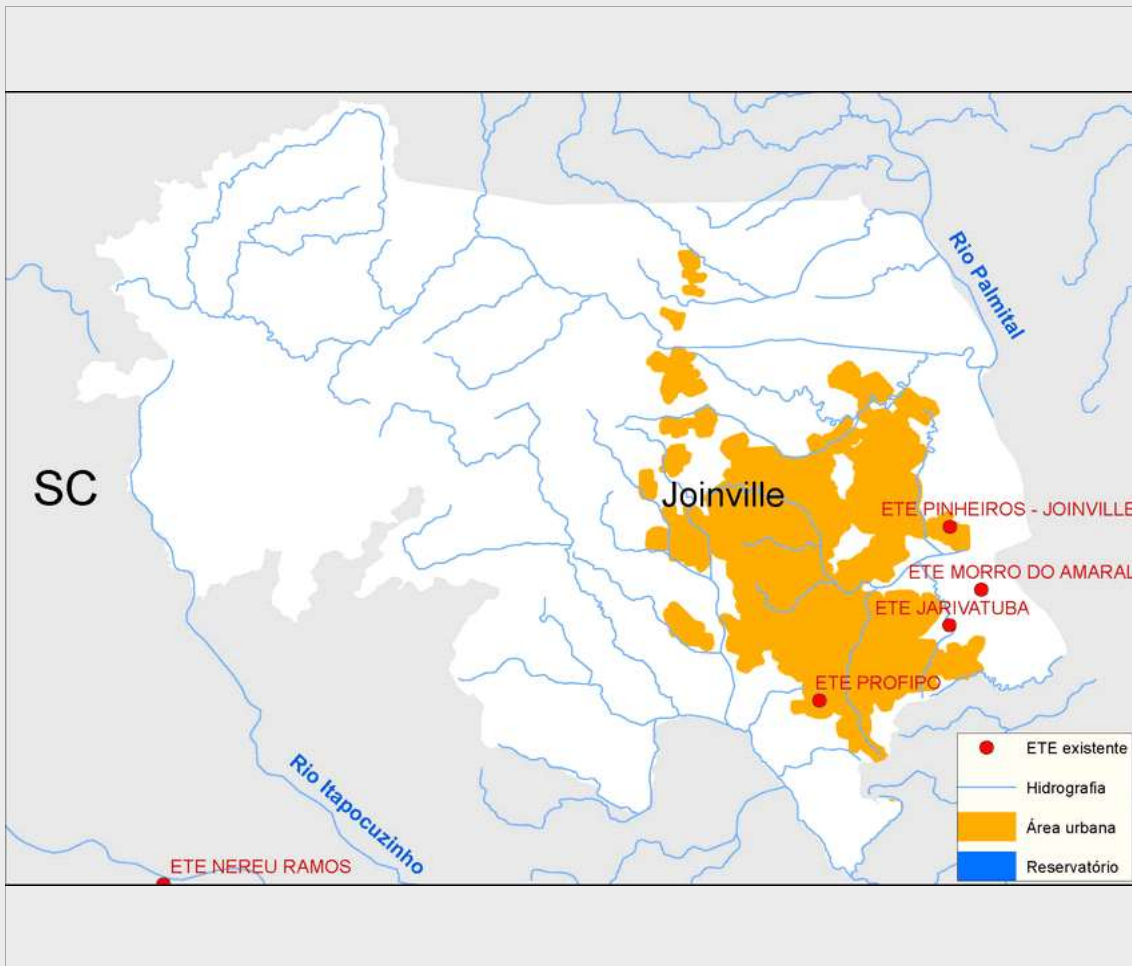 Rio Palmital
SC
Joinville
ETE PINHEIROS - JOINVILLE
ETE MORRO DO AMARAL
ETE JARIVATUBA
ETE PROFIPO
Rio Itapocuzinho
ETE NEREU RAMOS
ETE existente
Hidrografia
Área urbana
Reservatório